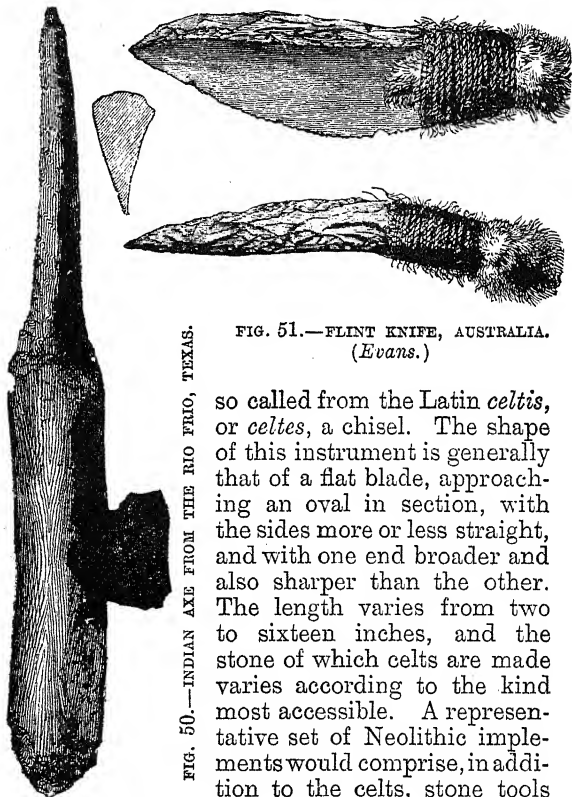 FIG. 51.—FLINT KNIFE, AUSTRALIA.
(Evans.)
FIG. 50.—INDIAN AXE FROM THE RIO FRIO, TEXAS.
so called from the Latin celtis,
or celtes, a chisel. The shape
of this instrument is generally
that of a flat blade, approach-
ing an oval in section, with
the sides more or less straight,
and with one end broader and
also sharper than the other.
The length varies from two
to sixteen inches, and the
stone of which celts are made
varies according to the kind
most accessible. A represen-
tative set of Neolithic imple-
ments would comprise, in addi-
tion to the celts, stone tools